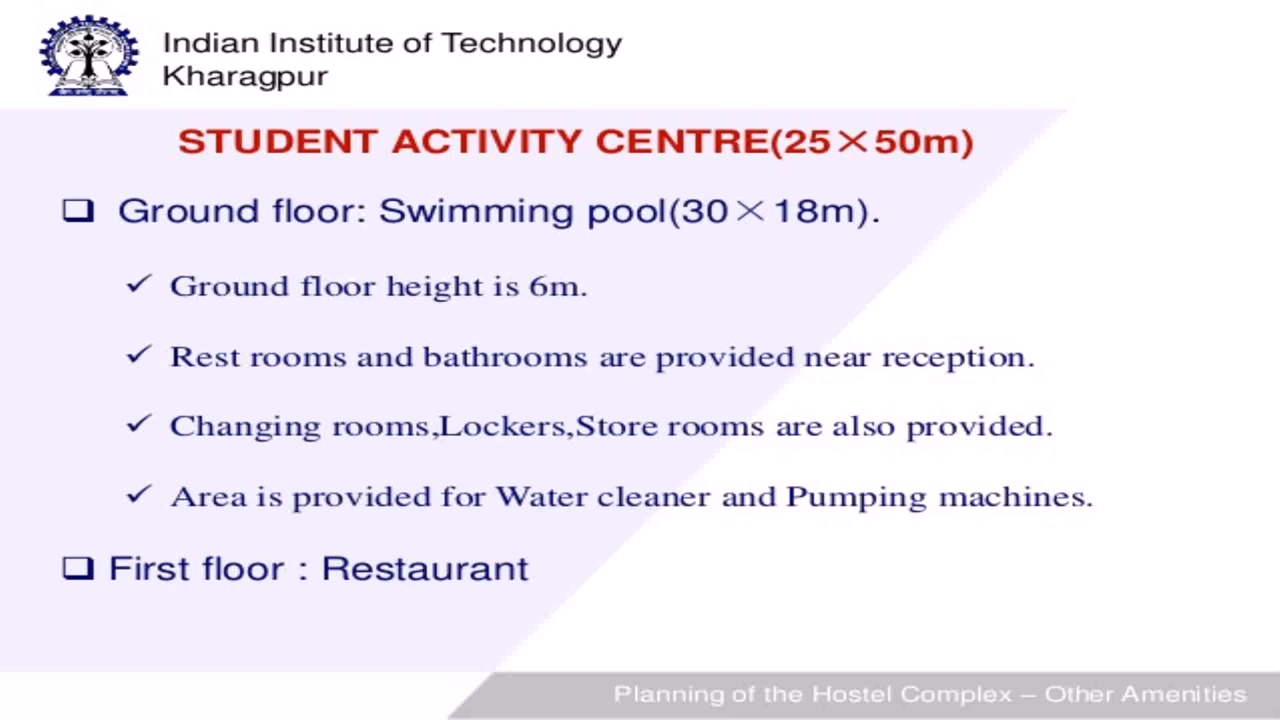 Indian Institute of Technology
Kharagpur
STUDENT ACTIVITY CENTRE(25×50m)
Ground floor: Swimming pool(30×18m).
Ground floor height is 6m.
Rest rooms and bathrooms are provided near reception.
Changing rooms,Lockers,Store rooms are also provided.
Area is provided for Water cleaner and Pumping machines.
First floor : Restaurant
Planning of the Hostel Complex – Other Amenities